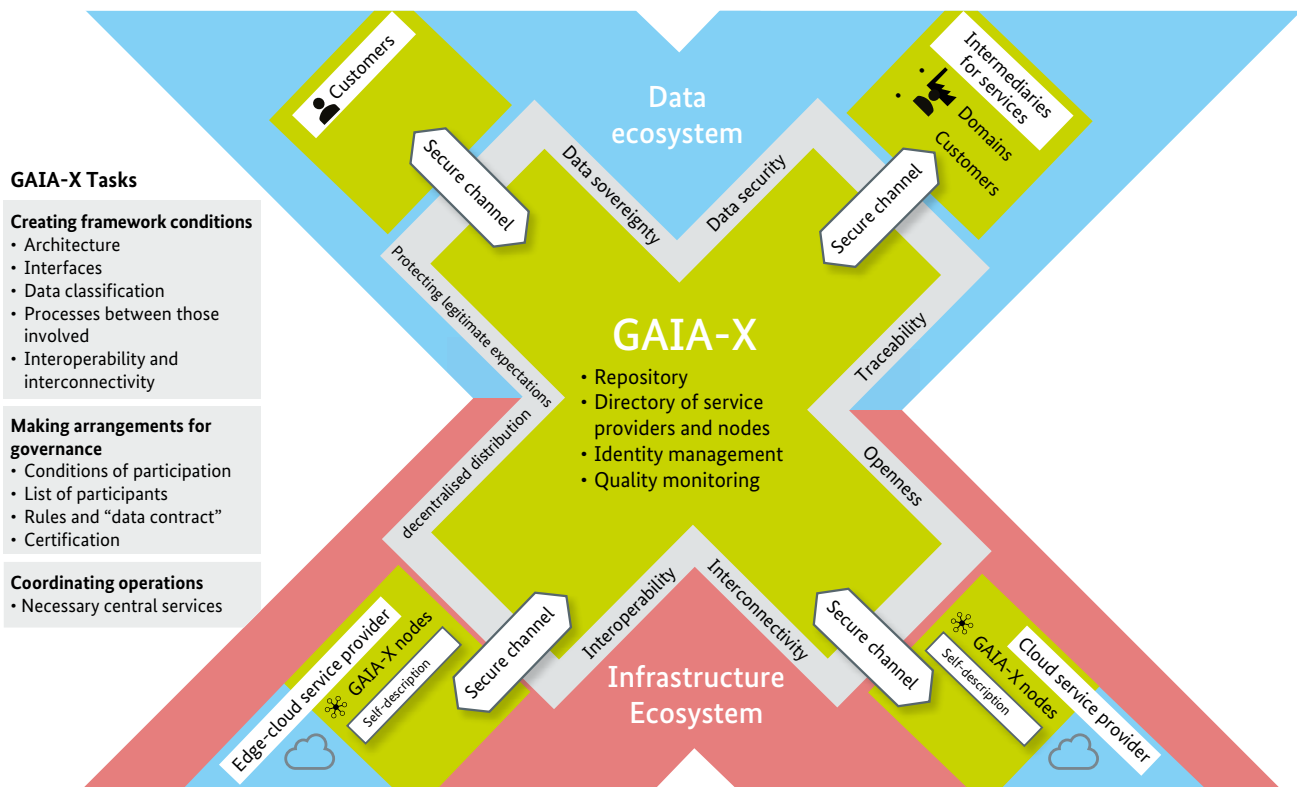 GAIA-X Tasks
Creating framework conditions
• Architecture
• Interfaces
• Data classification
• Processes between those
involved
• Interoperability and
interconnectivity
Making arrangements for
governance
• Conditions of participation
• List of participants
• Rules and “data contract”
• Certification
Coordinating operations
• Necessary central services
Data
ecosystem
Customers
Secure channel
Intermediaries
for services
Domains
Customers
Secure channel
Data sovereignty
Data security
Protecting legitimate expectations
Traceability
GAIA-X
• Repository
• Directory of service
providers and nodes
• Identity management
• Quality monitoring
decentralised distribution
Openness
Interoperability
Interconnectivity
Edge-cloud service provider
GAIA-X nodes
Self-description
Secure channel
Infrastructure
Ecosystem
Secure channel
GAIA-X nodes
Self-description
Cloud service provider